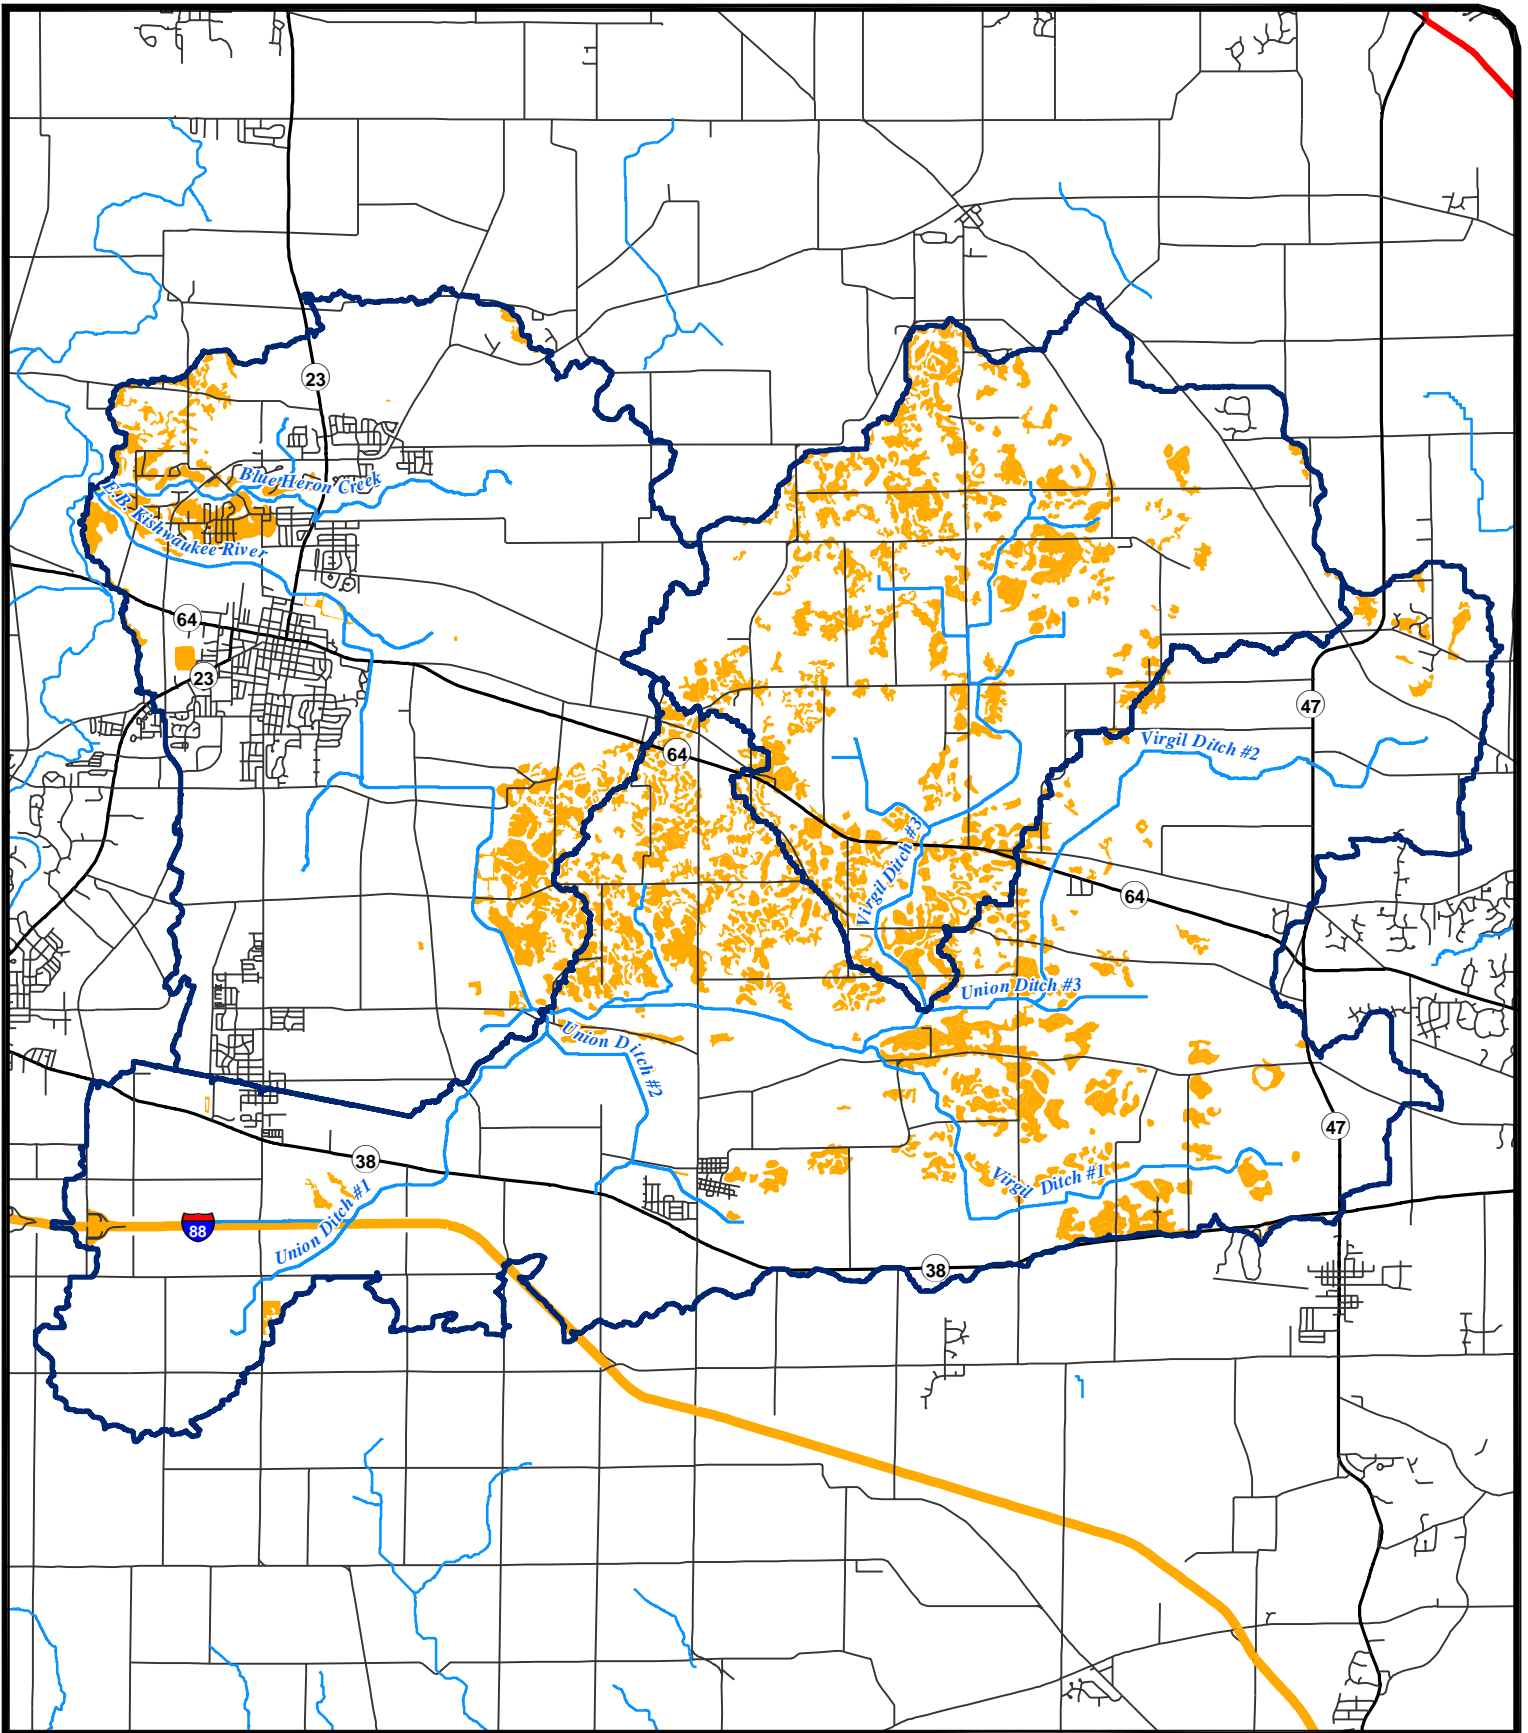 23
Blue Heron Creek
E.B. Kishwaukee River
64
23
47
Virgil Ditch #2
64
Virgil Ditch #3
64
Union Ditch #3
Union Ditch #2
47
38
Virgil Ditch #1
Union Ditch #1
88
38